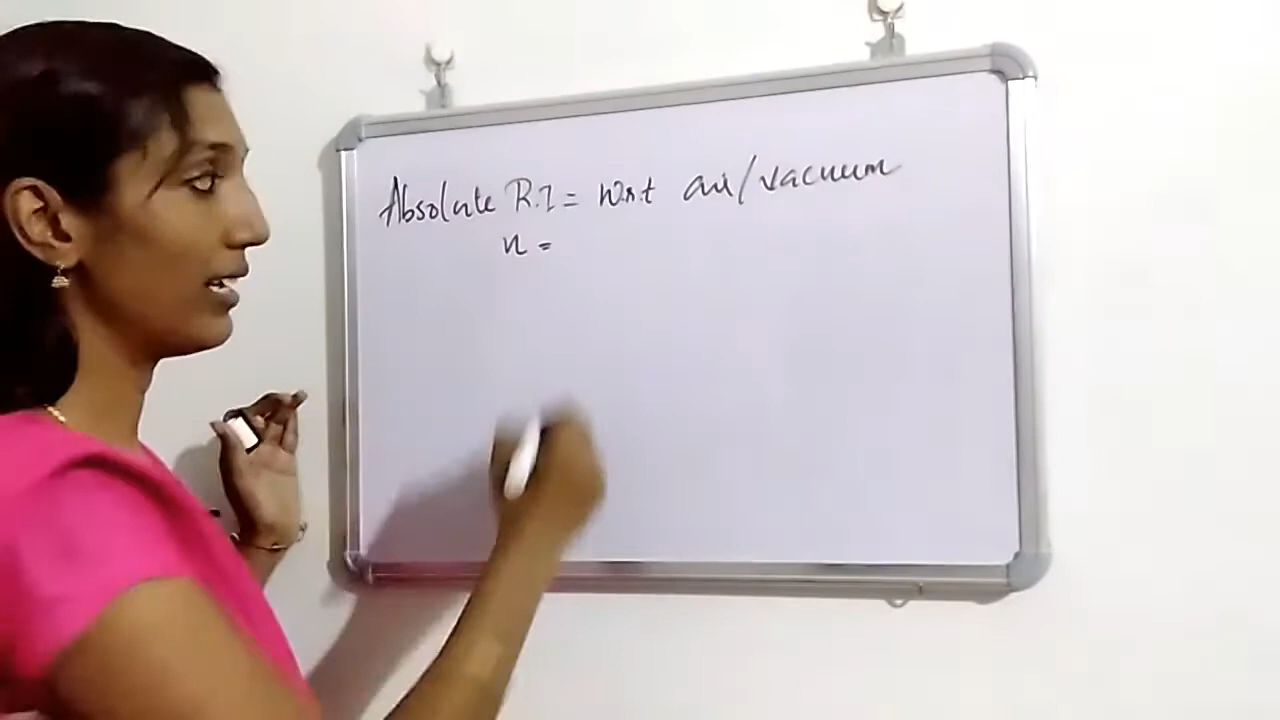 Absolute R.I = w.r.t air/vacuum
n =